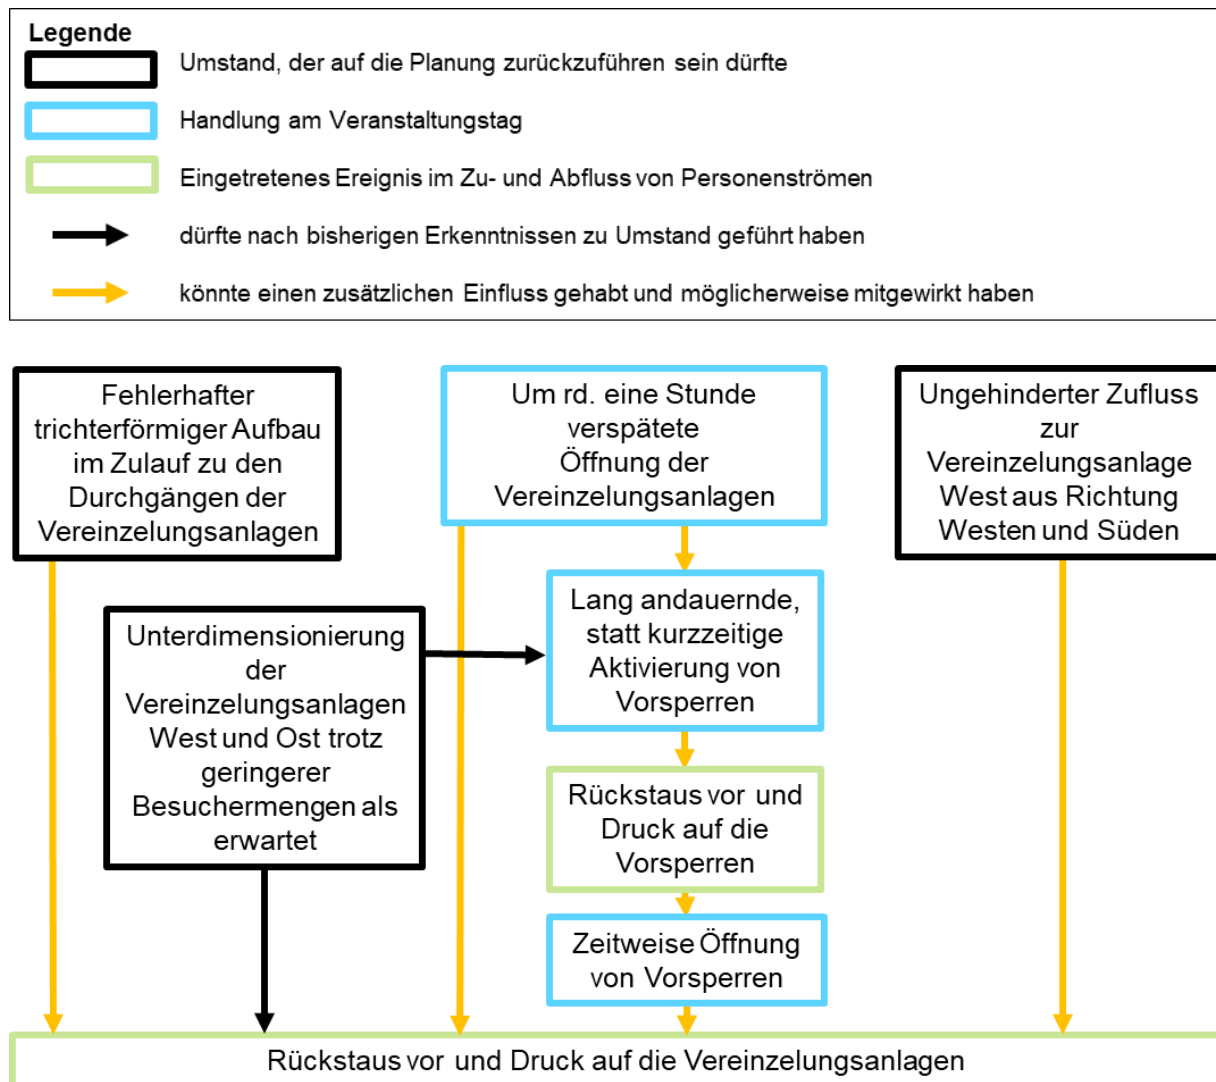 Legende
Umstand, der auf die Planung zurückzuführen sein dürfte
Handlung am Veranstaltungstag
Eingetretenes Ereignis im Zu- und Abfluss von Personenströmen
dürfte nach bisherigen Erkenntnissen zu Umstand geführt haben
könnte einen zusätzlichen Einfluss gehabt und möglicherweise mitgewirkt haben
Fehlerhafter
trichterförmiger Aufbau
im Zulauf zu den
Durchgängen der
Vereinzelungsanlagen
Um rd. eine Stunde
verspätete
Öffnung der
Vereinzelungsanlagen
Ungehinderter Zufluss
zur
Vereinzelungsanlage
West aus Richtung
Westen und Süden
Unterdimensionierung
der
Vereinzelungsanlagen
West und Ost trotz
geringerer
Besuchermengen als
erwartet
Lang andauernde,
statt kurzzeitige
Aktivierung von
Vorsperren
Rückstaus vor und
Druck auf die
Vorsperren
Zeitweise Öffnung
von Vorsperren
Rückstaus vor und Druck auf die Vereinzelungsanlagen